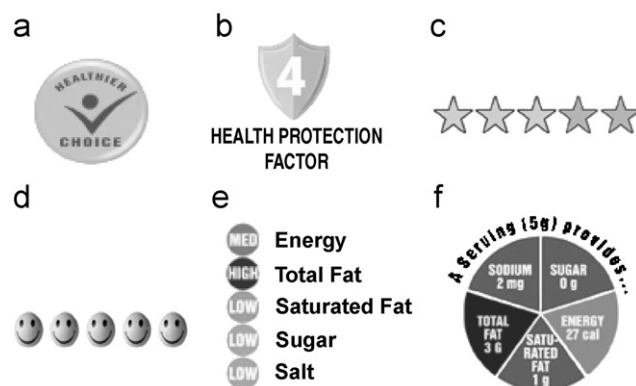 a
HEALTHIER
CHOICE
b
4
HEALTH PROTECTION
FACTOR
c
d
e
MED Energy
HIGH Total Fat
LOW Saturated Fat
LOW Sugar
LOW Salt
f
A Serving (5g) provides...
SODIUM
2 mg
SUGAR
0 g
TOTAL
FAT
3 G
ENERGY
27 cal
SATU-
RATED
FAT
1 g